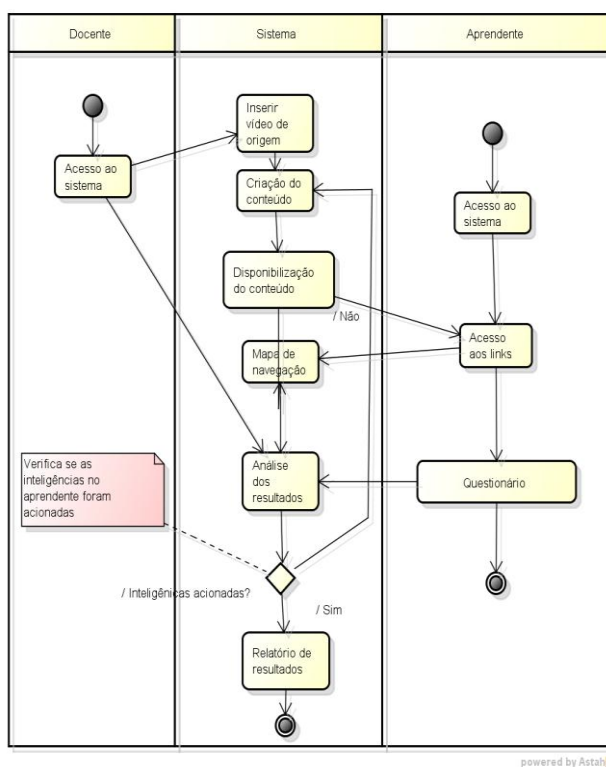 Docente
Sistema
Aprendente
Inserir
vídeo de
origem
Acesso ao
sistema
Criação do
conteúdo
Acesso ao
sistema
Disponibilização
do conteúdo
/ Não
Mapa de
navegação
Acesso
aos links
Verifica se as
inteligências no
aprendente foram
acionadas
Análise
dos
resultados
Questionário
/ Inteligênicas acionadas?
/ Sim
Relatório de
resultados
powered by Astah